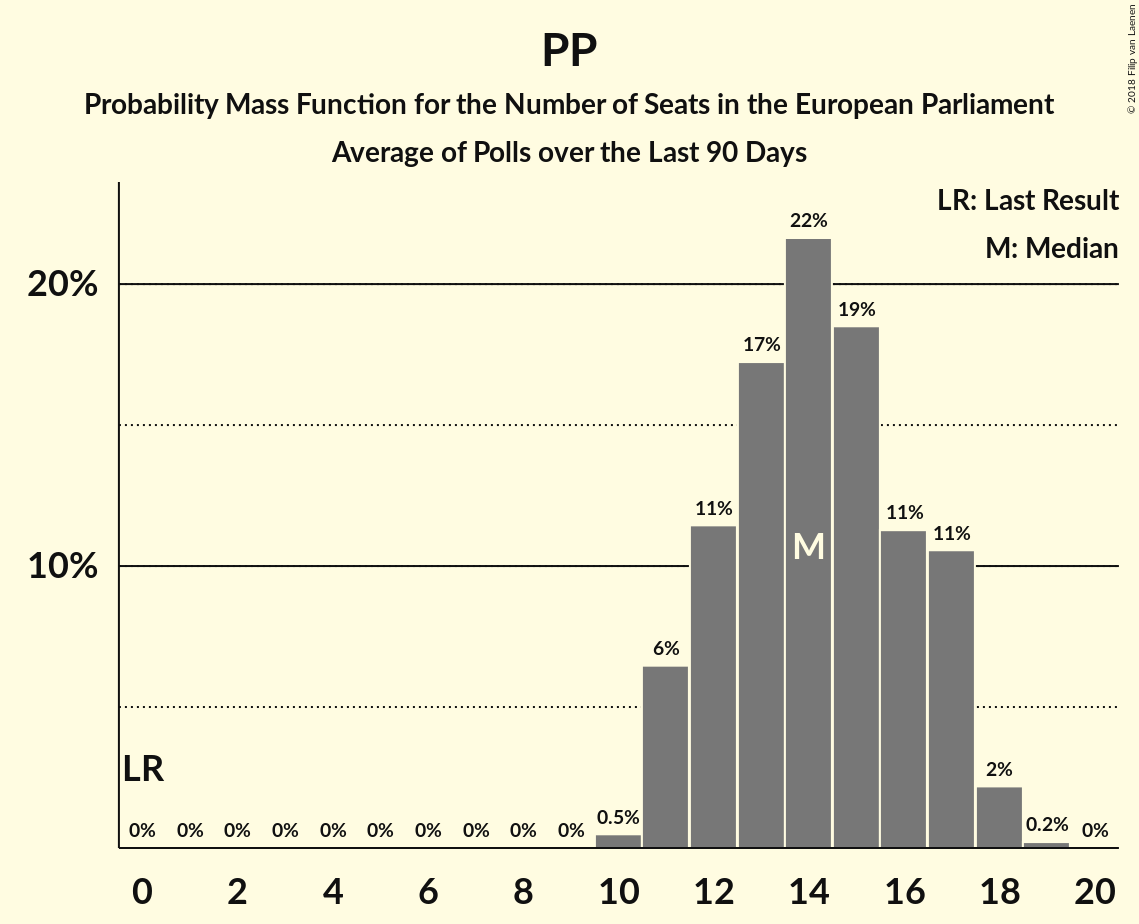 PP
Probability Mass Function for the Number of Seats in the European Parliament
Average of Polls over the Last 90 Days
© 2018 Filip van Laenen
LR: Last Result
M: Median
22%
20%
19%
17%
11%
11%
11%
M
10%
6%
LR
2%
0% 0% 0% 0% 0% 0% 0% 0% 0% 0% 0.5% 0.2% 0%
0 2 4 6 8 10 12 14 16 18 20